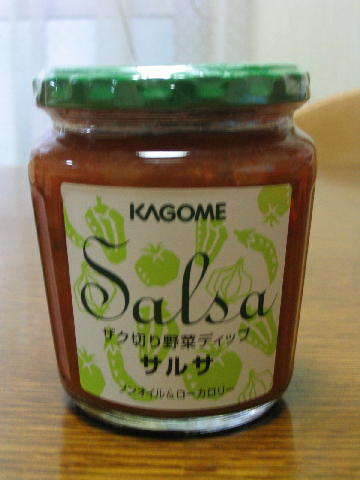 KAGOME
Salsa
ザク切り野菜ディップ
サルサ
ノンオイル&ローカロリー